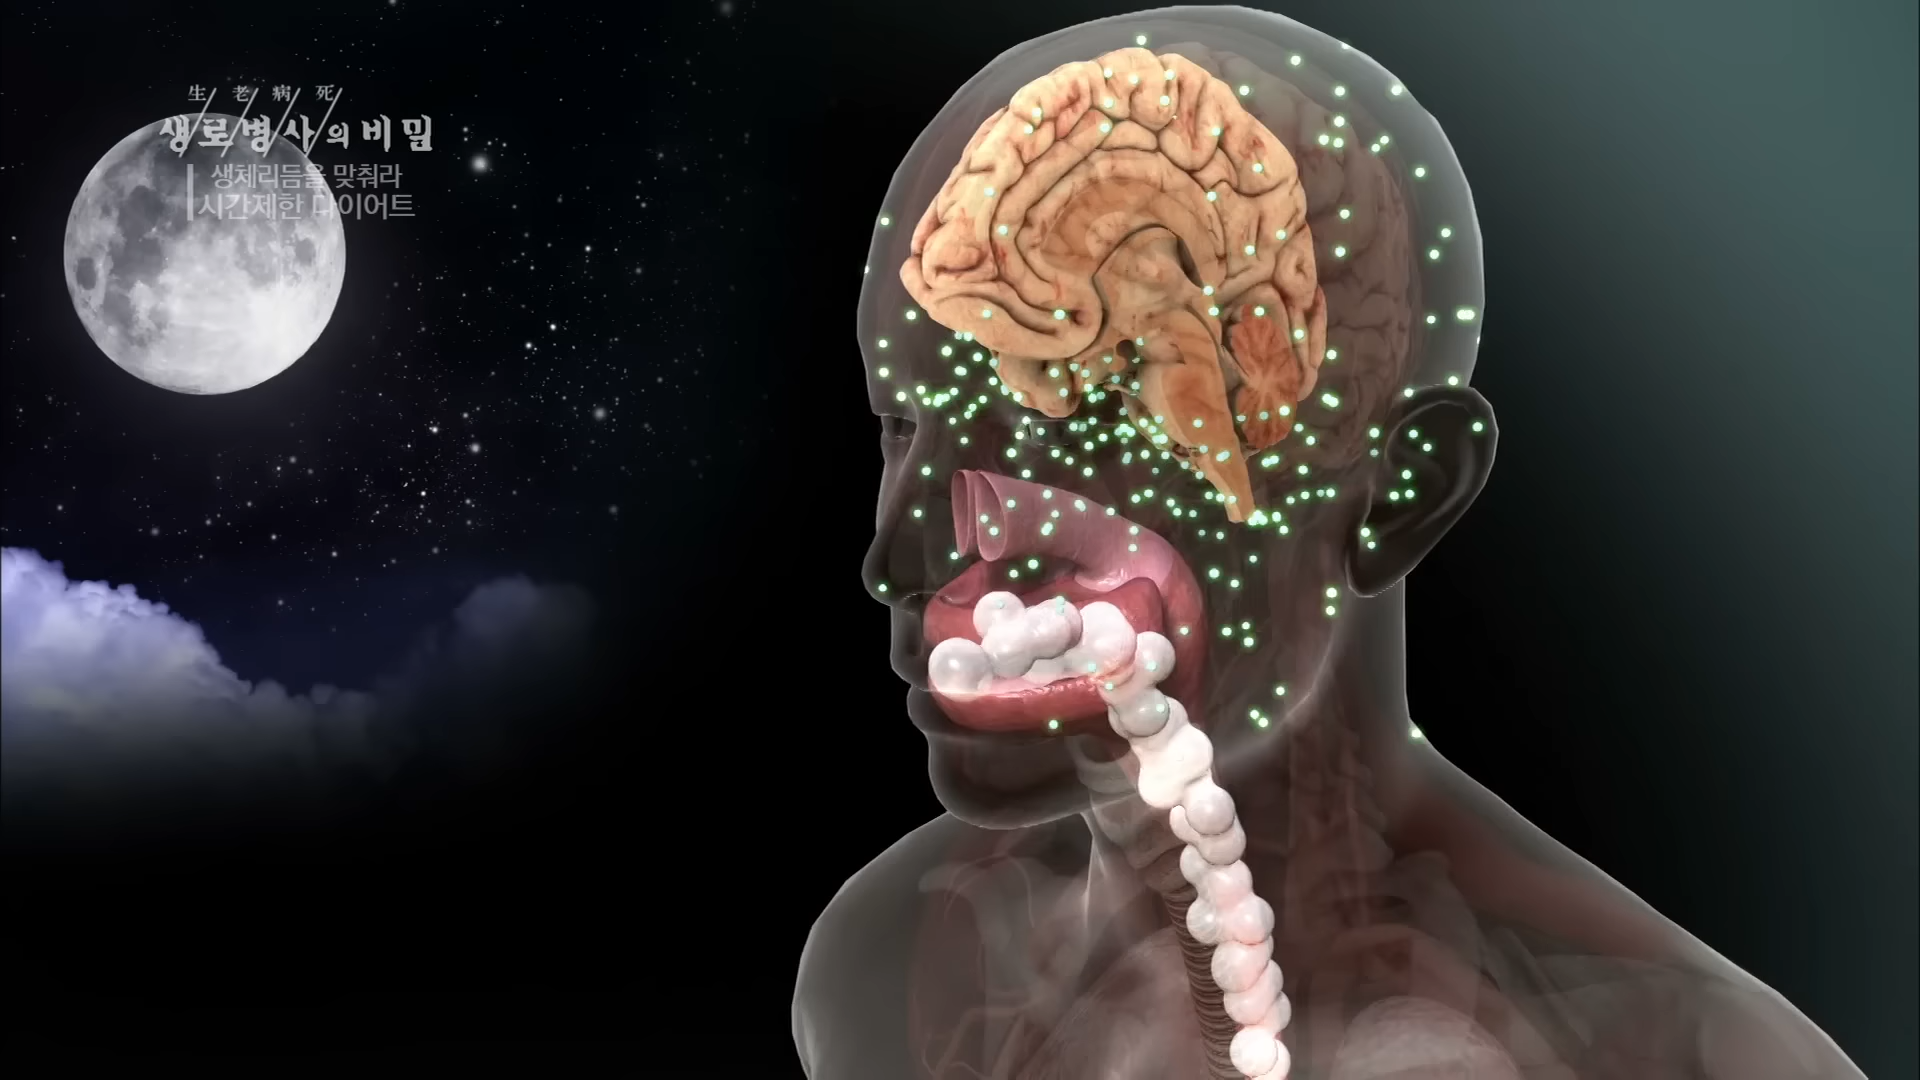 生老病死
생로병사의 비밀
생체리듬을 맞춰라
시간제한 다이어트